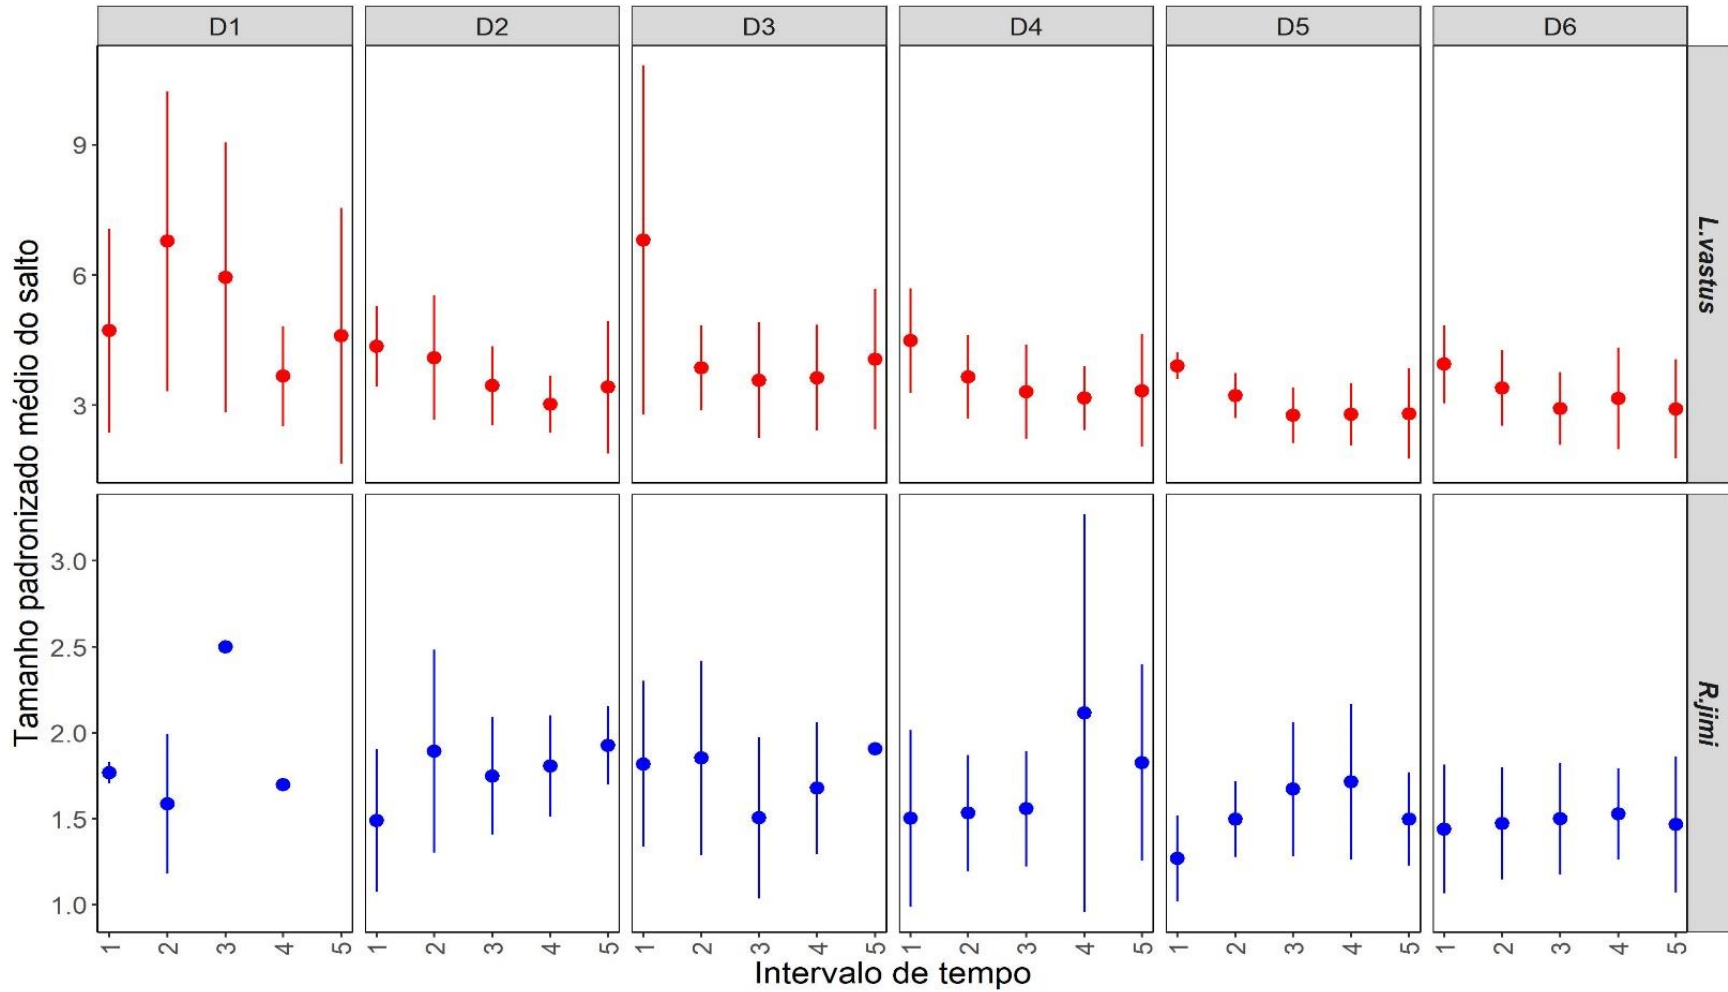 D1 D2 D3 D4 D5 D6
Tamanho padronizado médio do salto
9
6
3
L.vastus
3.0
2.5
2.0
1.5
1.0
R.jimi
1 2 3 4 5 1 2 3 4 5 1 2 3 4 5 1 2 3 4 5 1 2 3 4 5 1 2 3 4 5
Intervalo de tempo